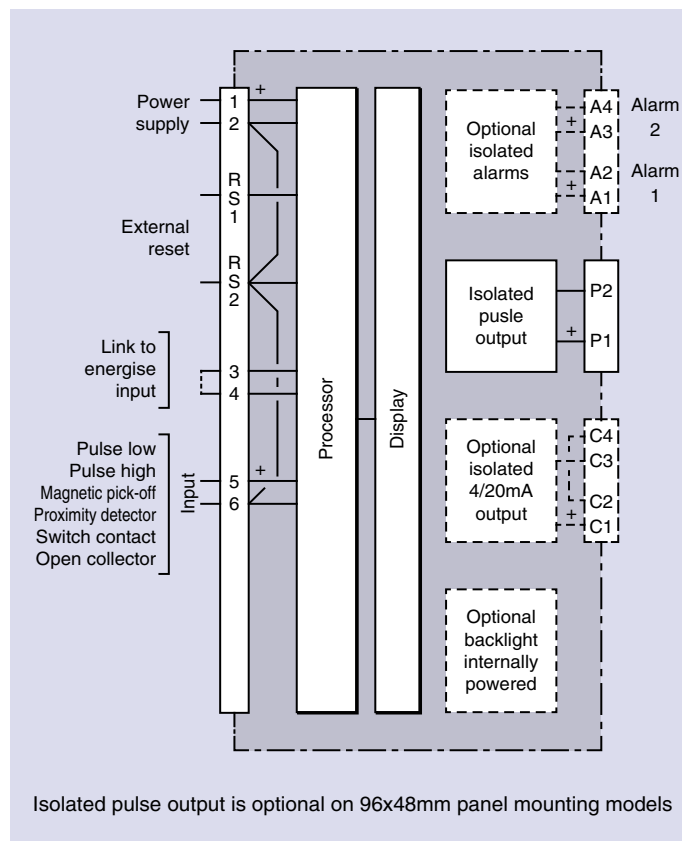 Power
supply
+
1
2
R
S
1
External
reset
R
S
2
Link to
energise
input
3
4
Pulse low
Pulse high
Magnetic pick-off
Proximity detector
Switch contact
Open collector
Input
+
5
6
Processor
Display
Optional
isolated
alarms
+
+
A4
A3
A2
A1
Alarm
2
Alarm
1
Isolated
pusle
output
+
P2
P1
Optional
isolated
4/20mA
output
+
C4
C3
C2
C1
Optional
backlight
internally
powered
Isolated pulse output is optional on 96x48mm panel mounting models